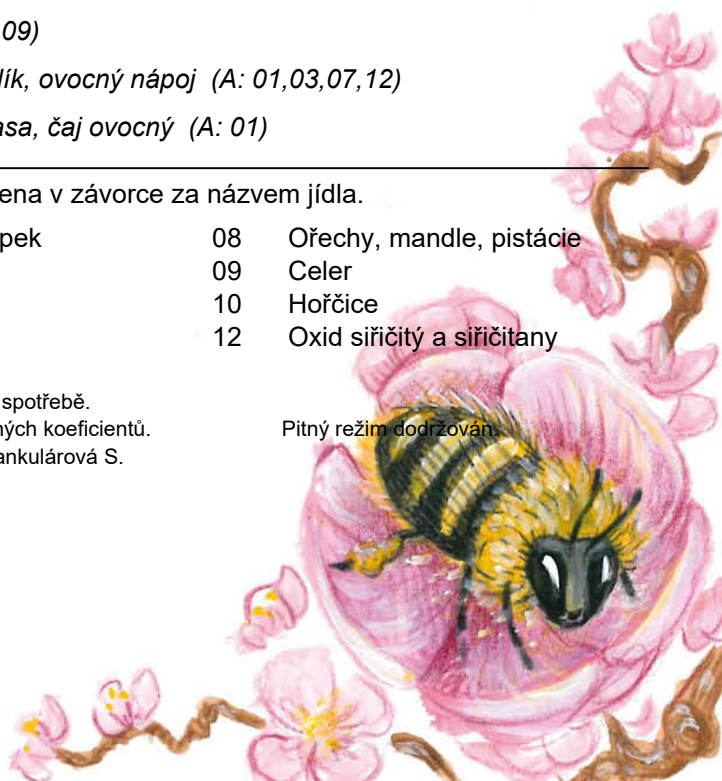 09)
lík, ovocný nápoj (A: 01,03,07,12)
asa, čaj ovocný (A: 01)
ena v závorce za názvem jídla.
pek 08 Ořechy, mandle, pistácie
09 Celer
10 Hořčice
12 Oxid siřičitý a siřičitany
spotřebě.
ných koeficientů. Pitný režim dodržován.
ankulárová S.